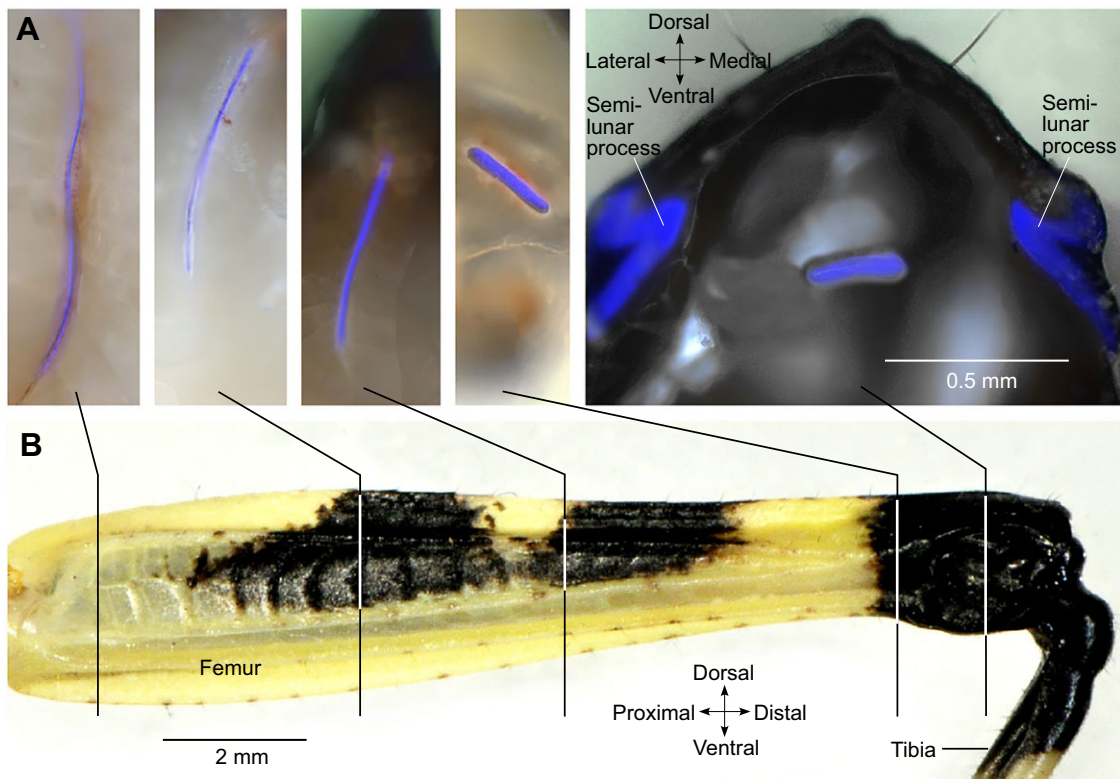 A
Dorsal
Lateral
Medial
Ventral
Semi-
lunar
process
Semi-
lunar
process
0.5 mm
B
Femur
2 mm
Dorsal
Proximal
Distal
Ventral
Tibia